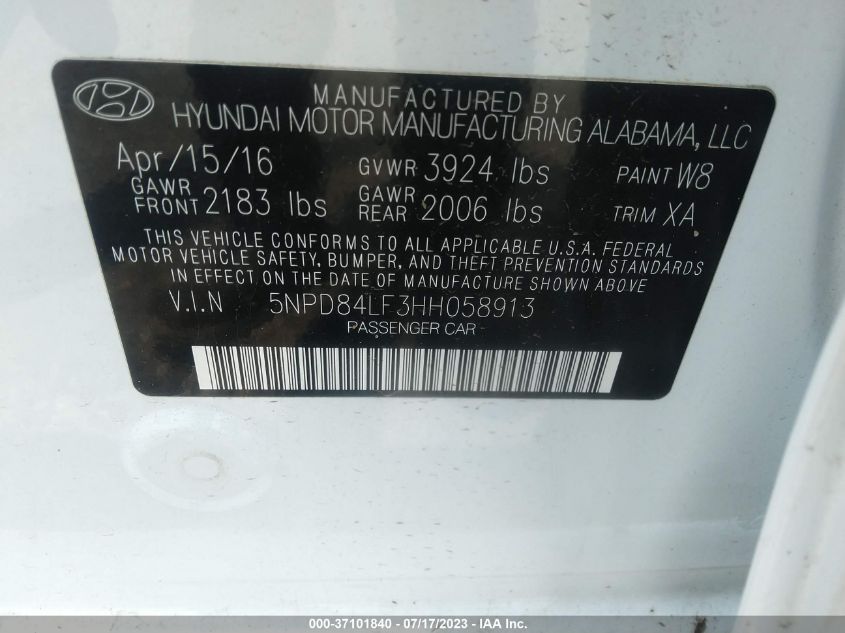 MANUFACTURED BY
HYUNDAI MOTOR MANUFACTURING ALABAMA, LLC
Apr/15/16 GVWR 3924 lbs PAINT W8
GAWR FRONT 2183 lbs GAWR REAR 2006 lbs TRIM XA
THIS VEHICLE CONFORMS TO ALL APPLICABLE U.S.A. FEDERAL
MOTOR VEHICLE SAFETY, BUMPER, AND THEFT PREVENTION STANDARDS
IN EFFECT ON THE DATE OF MANUFACTURE SHOWN ABOVE
V.I.N 5NPD84LF3HH058913
PASSENGER CAR
000-37101840 - 07/17/2023 - IAA Inc.